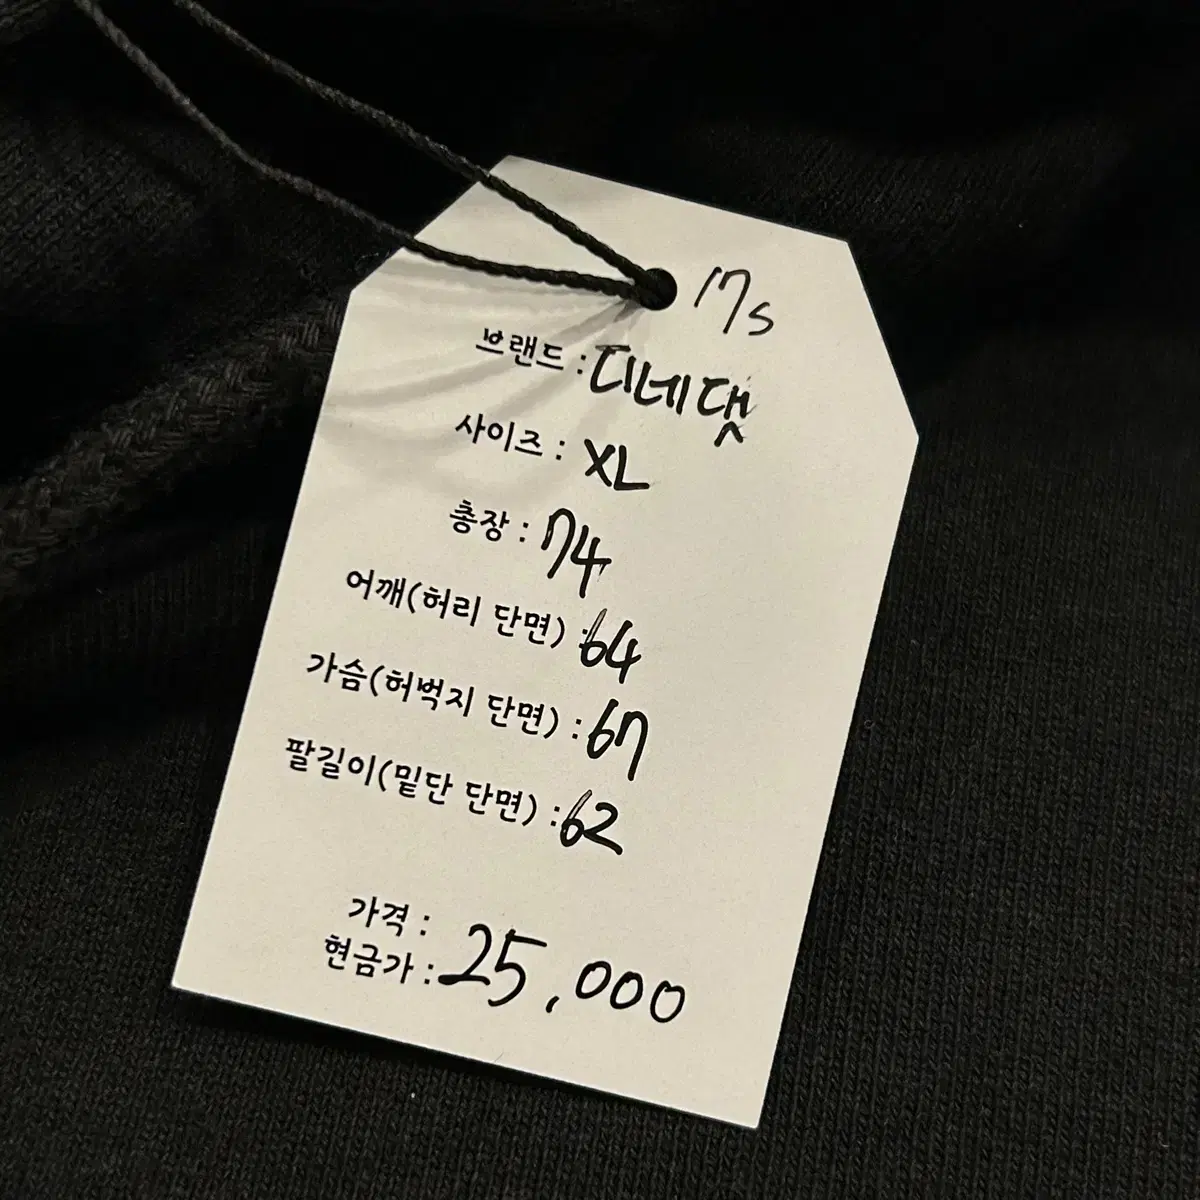 17s
브랜드 : 디네댓
사이즈 : XL
총장 : 74
어깨(허리 단면) : 64
가슴(허벅지 단면) : 67
팔길이(밑단 단면) : 62
가격 :
현금가 : 25,000